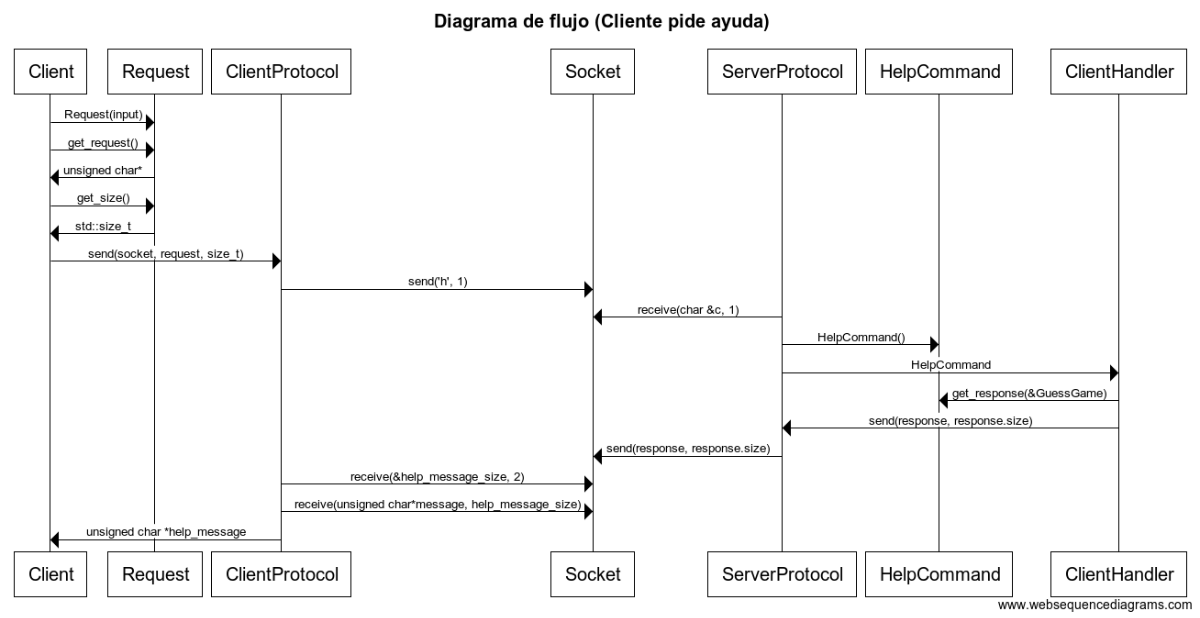 Diagrama de flujo (Cliente pide ayuda)
Client Request ClientProtocol Socket ServerProtocol HelpCommand ClientHandler
Request(input)
get_request()
unsigned char*
get_size()
std::size_t
send(socket, request, size_t)
send('h', 1)
receive(char &c, 1)
HelpCommand()
HelpCommand
get_response(&GuessGame)
send(response, response.size)
send(response, response.size)
receive(&help_message_size, 2)
receive(unsigned char*message, help_message_size)
unsigned char *help_message
Client Request ClientProtocol Socket ServerProtocol HelpCommand ClientHandler
www.websequencediagrams.com